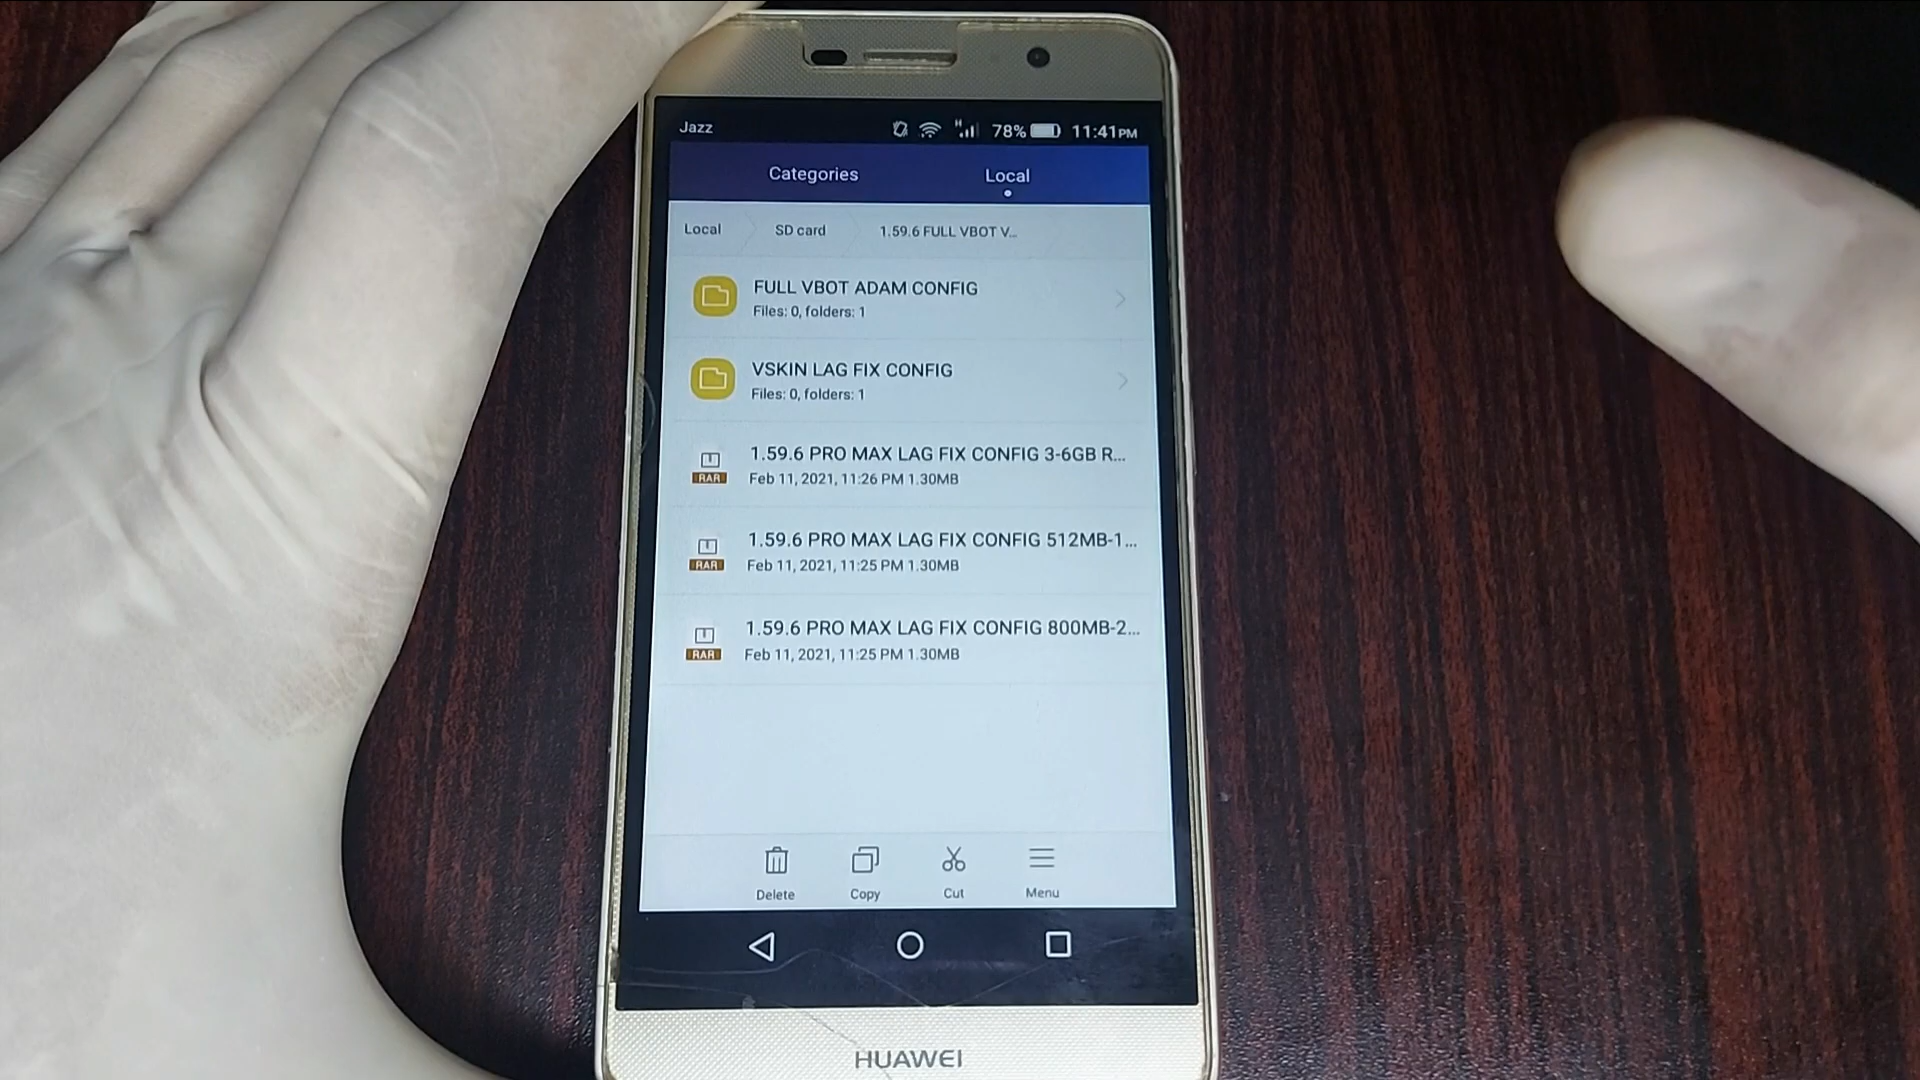 Jazz
H
78% 11:41PM
Categories
Local
Local
SD card
1.59.6 FULL VBOT V...
FULL VBOT ADAM CONFIG
Files: 0, folders: 1
VSKIN LAG FIX CONFIG
Files: 0, folders: 1
1.59.6 PRO MAX LAG FIX CONFIG 3-6GB R...
RAR
Feb 11, 2021, 11:26 PM 1.30MB
1.59.6 PRO MAX LAG FIX CONFIG 512MB-1...
RAR
Feb 11, 2021, 11:25 PM 1.30MB
1.59.6 PRO MAX LAG FIX CONFIG 800MB-2...
RAR
Feb 11, 2021, 11:25 PM 1.30MB
Delete
Copy
Cut
Menu
HUAWEI